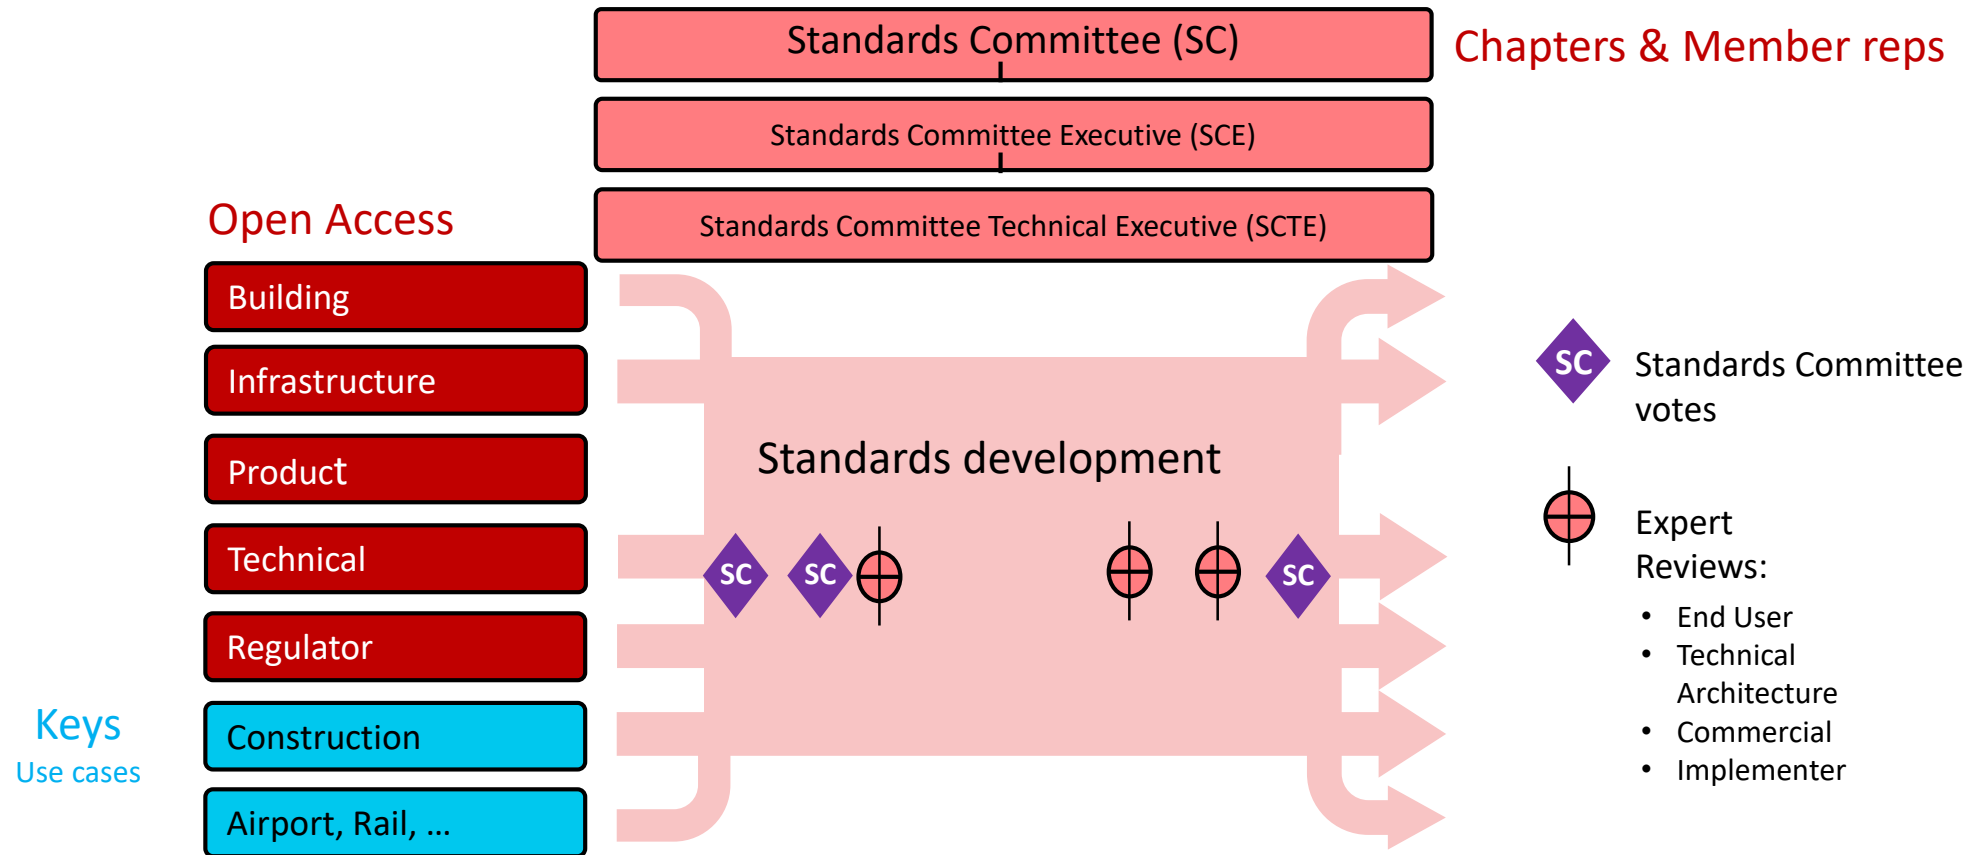 Standards Committee (SC)
Chapters & Member reps
Standards Committee Executive (SCE)
Standards Committee Technical Executive (SCTE)
Open Access
Building
Infrastructure
Product
Technical
Regulator
Keys
Use cases
Construction
Airport, Rail, ...
Standards development
SC
SC
SC
SC
Standards Committee
votes
Expert
Reviews:
• End User
• Technical
Architecture
• Commercial
• Implementer